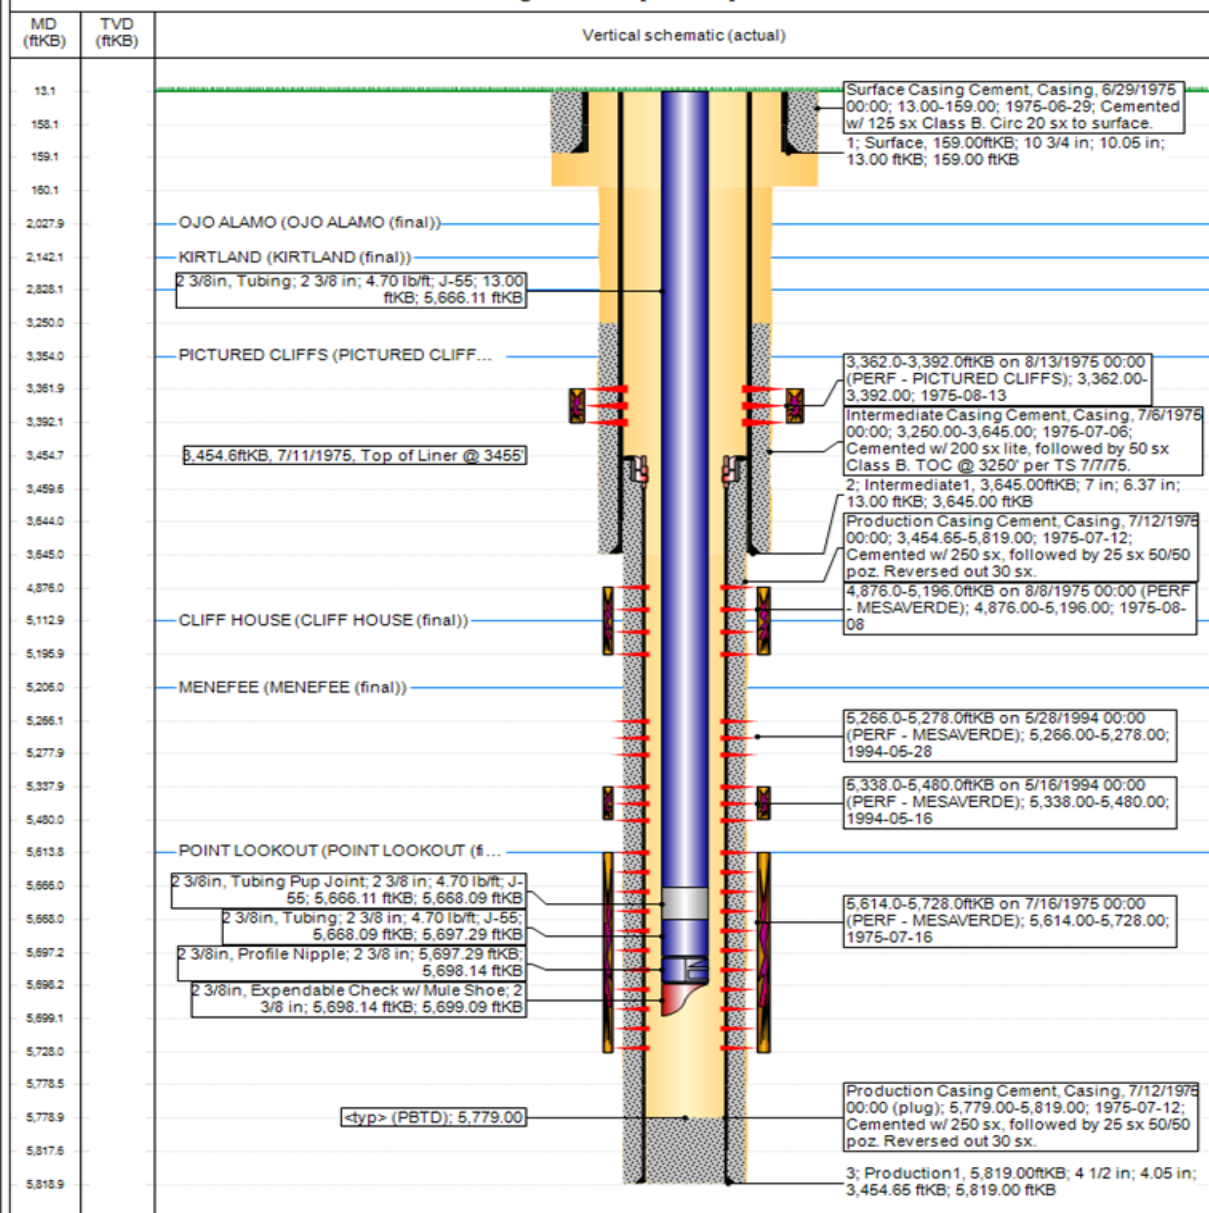 MD
(ftKB)
TVD
(ftKB)
Vertical schematic (actual)
13.1
158.1
159.1
160.1
2,027.9
2,142.1
2,828.1
3,250.0
3,354.0
3,361.9
3,392.1
3,454.7
3,459.6
3,644.0
3,645.0
4,876.0
5,112.9
5,195.9
5,206.0
5,266.1
5,277.9
5,337.9
5,480.0
5,613.8
5,666.0
5,668.0
5,697.2
5,698.2
5,699.1
5,728.0
5,778.5
5,778.9
5,817.6
5,818.9
OJO ALAMO (OJO ALAMO (final))
KIRTLAND (KIRTLAND (final))
2 3/8in, Tubing; 2 3/8 in; 4.70 lb/ft; J-55; 13.00
ftKB; 5,666.11 ftKB
PICTURED CLIFFS (PICTURED CLIFF...
3,454.6ftKB, 7/11/1975, Top of Liner @ 3455'
CLIFF HOUSE (CLIFF HOUSE (final))
MENEFEE (MENEFEE (final))
POINT LOOKOUT (POINT LOOKOUT (fi...
2 3/8in, Tubing Pup Joint; 2 3/8 in; 4.70 lb/ft; J-
55; 5,666.11 ftKB; 5,668.09 ftKB
2 3/8in, Tubing; 2 3/8 in; 4.70 lb/ft; J-55;
5,668.09 ftKB; 5,697.29 ftKB
2 3/8in, Profile Nipple; 2 3/8 in; 5,697.29 ftKB;
5,698.14 ftKB
2 3/8in, Expendable Check w/ Mule Shoe; 2
3/8 in; 5,698.14 ftKB; 5,699.09 ftKB
<typ> (PBTD); 5,779.00
Surface Casing Cement, Casing, 6/29/1975
00:00; 13.00-159.00; 1975-06-29; Cemented
w/ 125 sx Class B. Circ 20 sx to surface.
1; Surface, 159.00ftKB; 10 3/4 in; 10.05 in;
13.00 ftKB; 159.00 ftKB
3,362.0-3,392.0ftKB on 8/13/1975 00:00
(PERF - PICTURED CLIFFS); 3,362.00-
3,392.00; 1975-08-13
Intermediate Casing Cement, Casing, 7/6/1975
00:00; 3,250.00-3,645.00; 1975-07-06;
Cemented w/ 200 sx lite, followed by 50 sx
Class B. TOC @ 3250' per TS 7/7/75.
2; Intermediate1, 3,645.00ftKB; 7 in; 6.37 in;
13.00 ftKB; 3,645.00 ftKB
Production Casing Cement, Casing, 7/12/1975
00:00; 3,454.65-5,819.00; 1975-07-12;
Cemented w/ 250 sx, followed by 25 sx 50/50
poz. Reversed out 30 sx.
4,876.0-5,196.0ftKB on 8/8/1975 00:00 (PERF
- MESAVERDE); 4,876.00-5,196.00; 1975-08-
08
5,266.0-5,278.0ftKB on 5/28/1994 00:00
(PERF - MESAVERDE); 5,266.00-5,278.00;
1994-05-28
5,338.0-5,480.0ftKB on 5/16/1994 00:00
(PERF - MESAVERDE); 5,338.00-5,480.00;
1994-05-16
5,614.0-5,728.0ftKB on 7/16/1975 00:00
(PERF - MESAVERDE); 5,614.00-5,728.00;
1975-07-16
Production Casing Cement, Casing, 7/12/1975
00:00 (plug); 5,779.00-5,819.00; 1975-07-12;
Cemented w/ 250 sx, followed by 25 sx 50/50
poz. Reversed out 30 sx.
3; Production1, 5,819.00ftKB; 4 1/2 in; 4.05 in;
3,454.65 ftKB; 5,819.00 ftKB